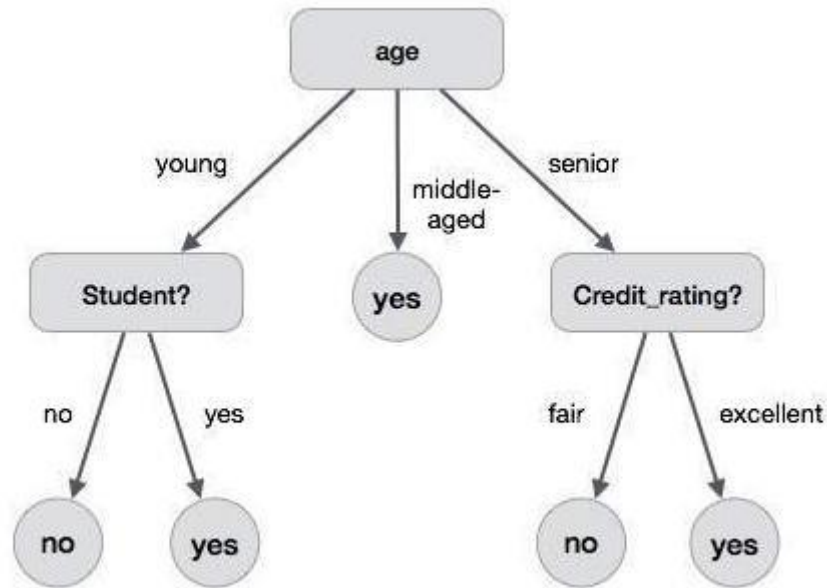 age
young
middle-
aged
senior
Student?
yes
Credit_rating?
no
yes
fair
excellent
no
yes
no
yes